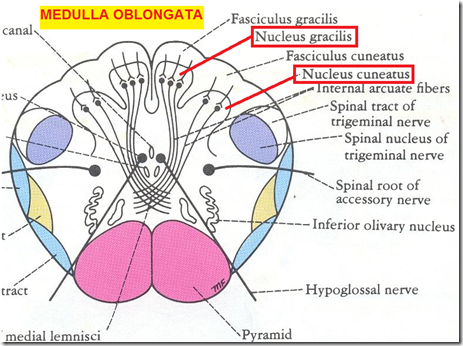 MEDULLA OBLONGATA
canal
Fasciculus gracilis
Nucleus gracilis
Fasciculus cuneatus
Nucleus cuneatus
Internal arcuate fibers
eus
Spinal tract of
trigeminal nerve
Spinal nucleus of
trigeminal nerve
Spinal root of
accessory nerve
Inferior olivary nucleus
t
tract
Hypoglossal nerve
medial lemnisci
Pyramid